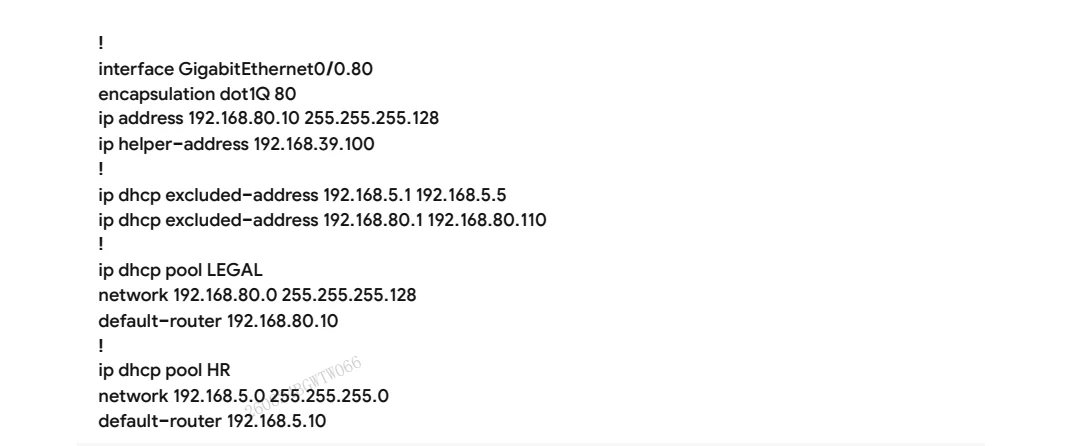 !
interface GigabitEthernet0/0.80
encapsulation dot1Q 80
ip address 192.168.80.10 255.255.255.128
ip helper-address 192.168.39.100
!
ip dhcp excluded-address 192.168.5.1 192.168.5.5
ip dhcp excluded-address 192.168.80.1 192.168.80.110
!
ip dhcp pool LEGAL
network 192.168.80.0 255.255.255.128
default-router 192.168.80.10
!
ip dhcp pool HR
network 192.168.5.0 255.255.255.0
default-router 192.168.5.10